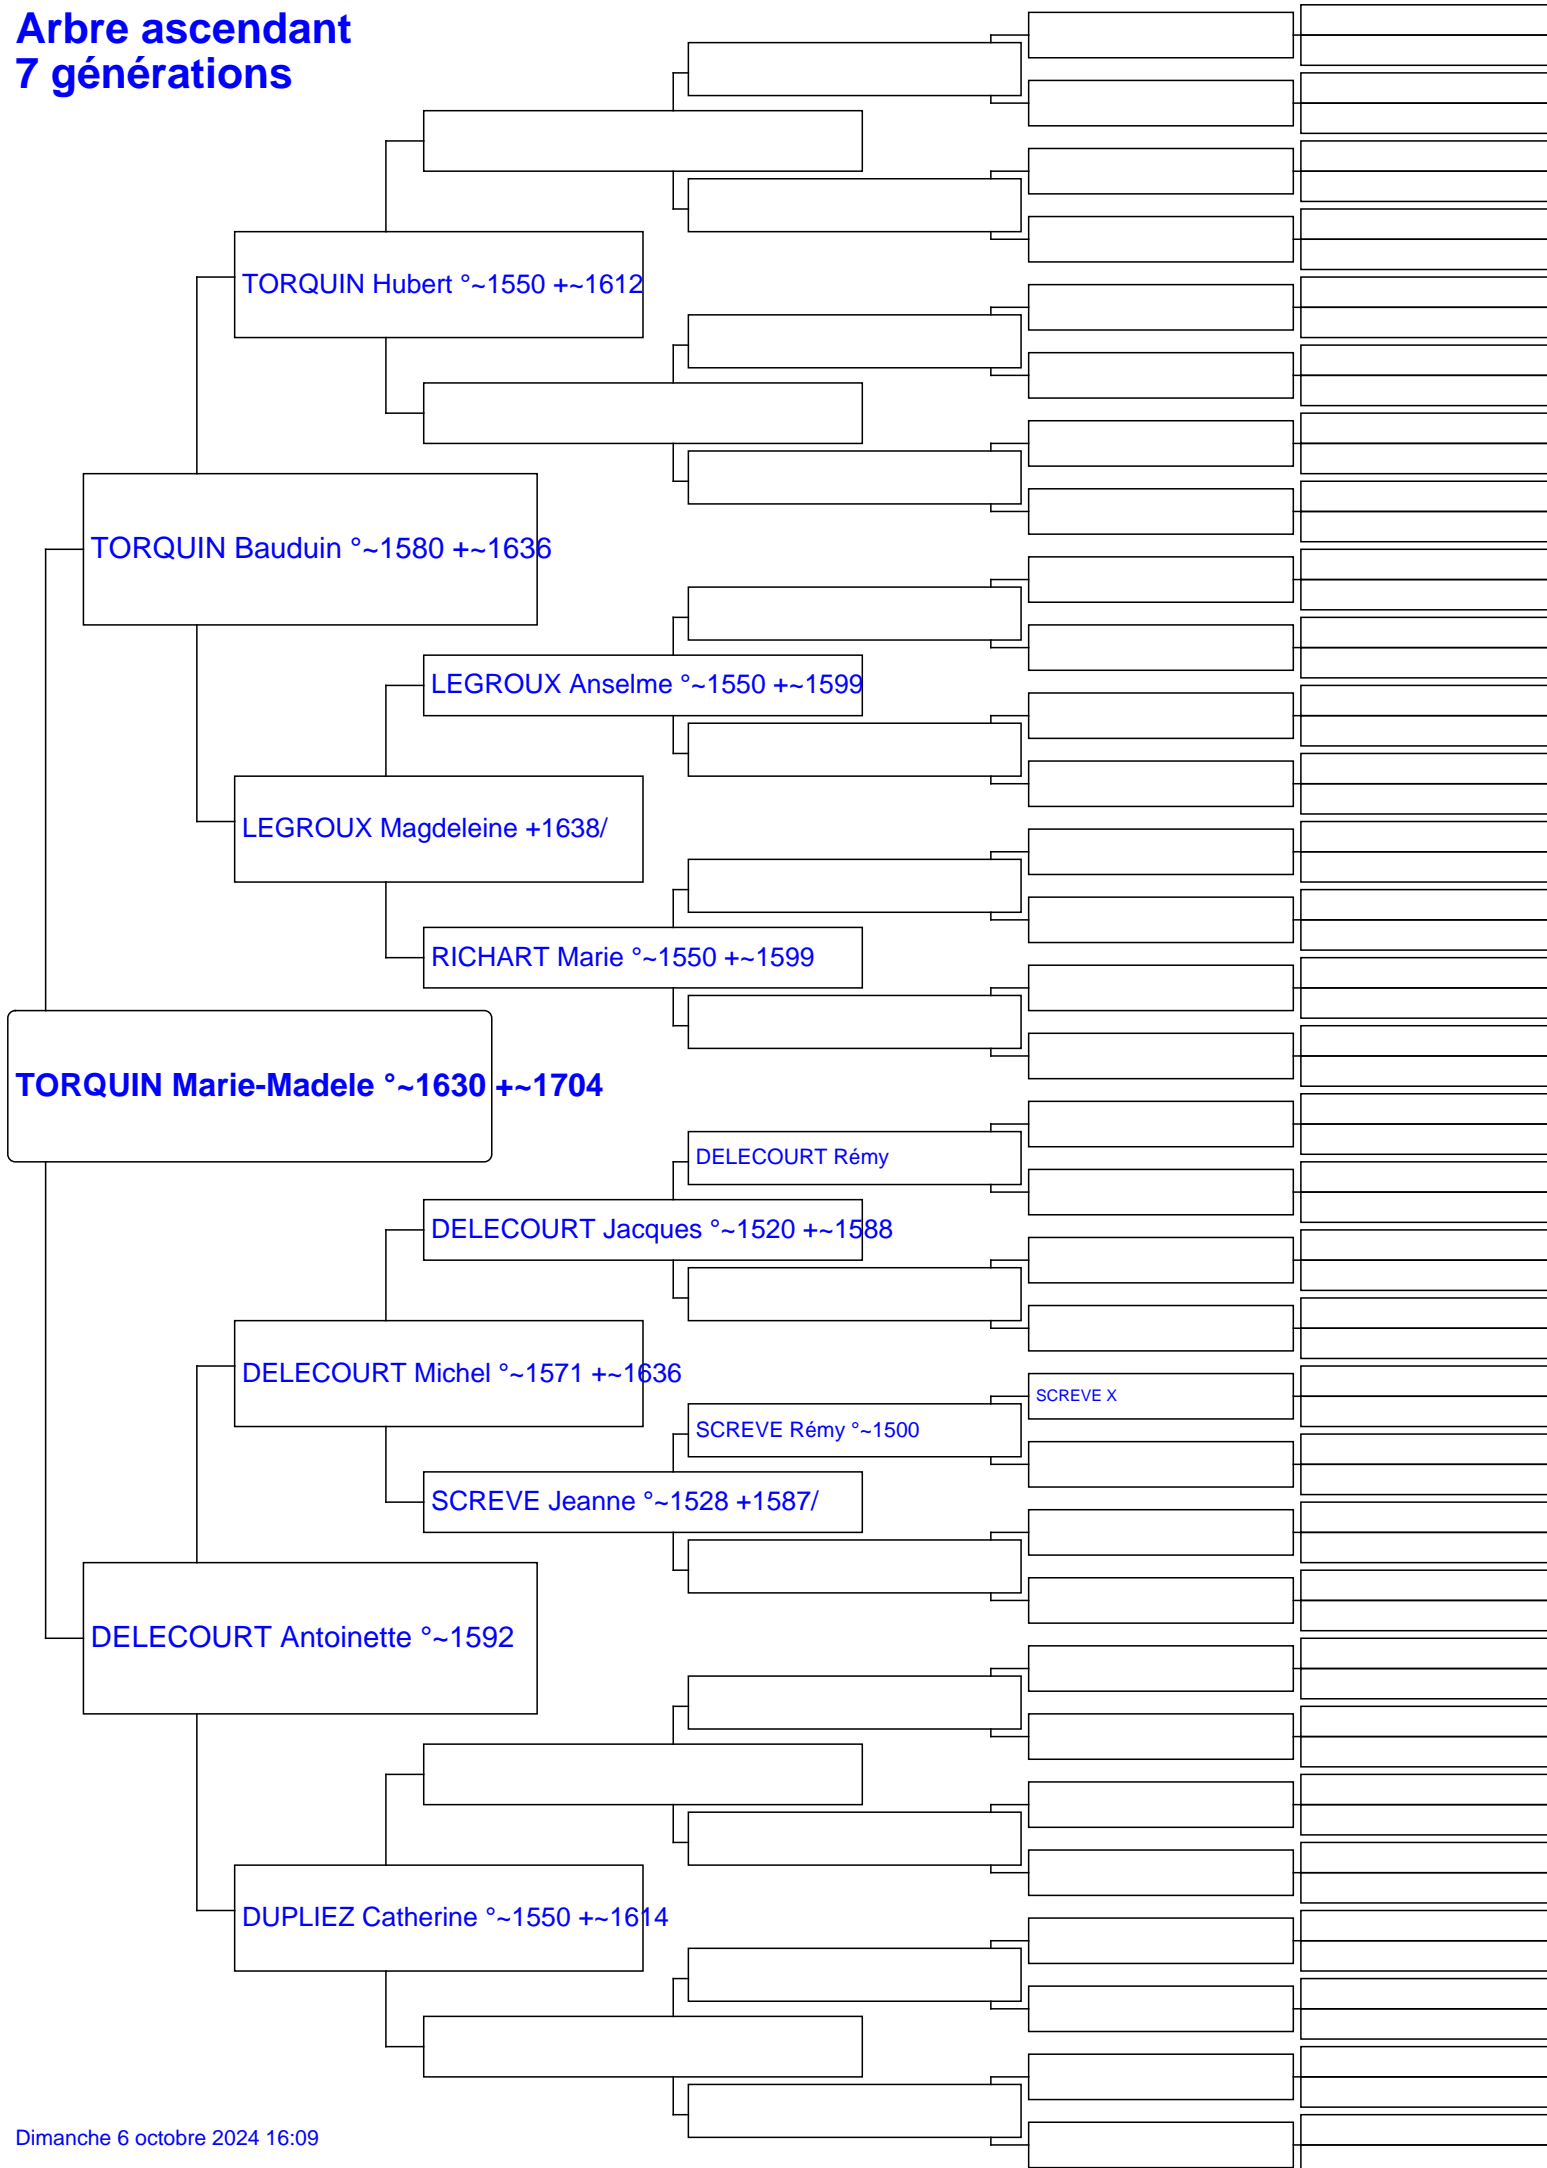 Arbre ascendant
7 générations
TORQUIN Hubert °~1550 +~1612
TORQUIN Bauduin °~1580 +~1636
LEGROUX Anselme °~1550 +~1599
LEGROUX Magdeleine +1638/
RICHART Marie °~1550 +~1599
TORQUIN Marie-Madele °~1630 +~1704
DELECOURT Rémy
DELECOURT Jacques °~1520 +~1588
DELECOURT Michel °~1571 +~1636
SCREVE X
SCREVE Rémy °~1500
SCREVE Jeanne °~1528 +1587/
DELECOURT Antoinette °~1592
DUPLIEZ Catherine °~1550 +~1614
Dimanche 6 octobre 2024 16:09